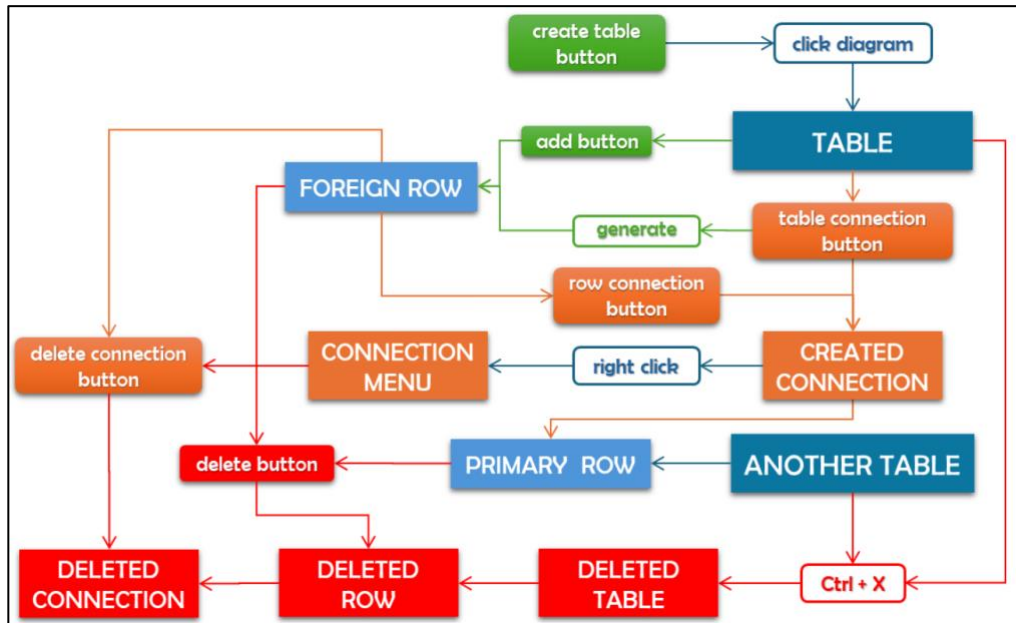 create table
button
click diagram
add button
TABLE
FOREIGN ROW
generate
table connection
button
row connection
button
delete connection
button
CONNECTION
MENU
right click
CREATED
CONNECTION
delete button
PRIMARY ROW
ANOTHER TABLE
DELETED
CONNECTION
DELETED
ROW
DELETED
TABLE
Ctrl + X